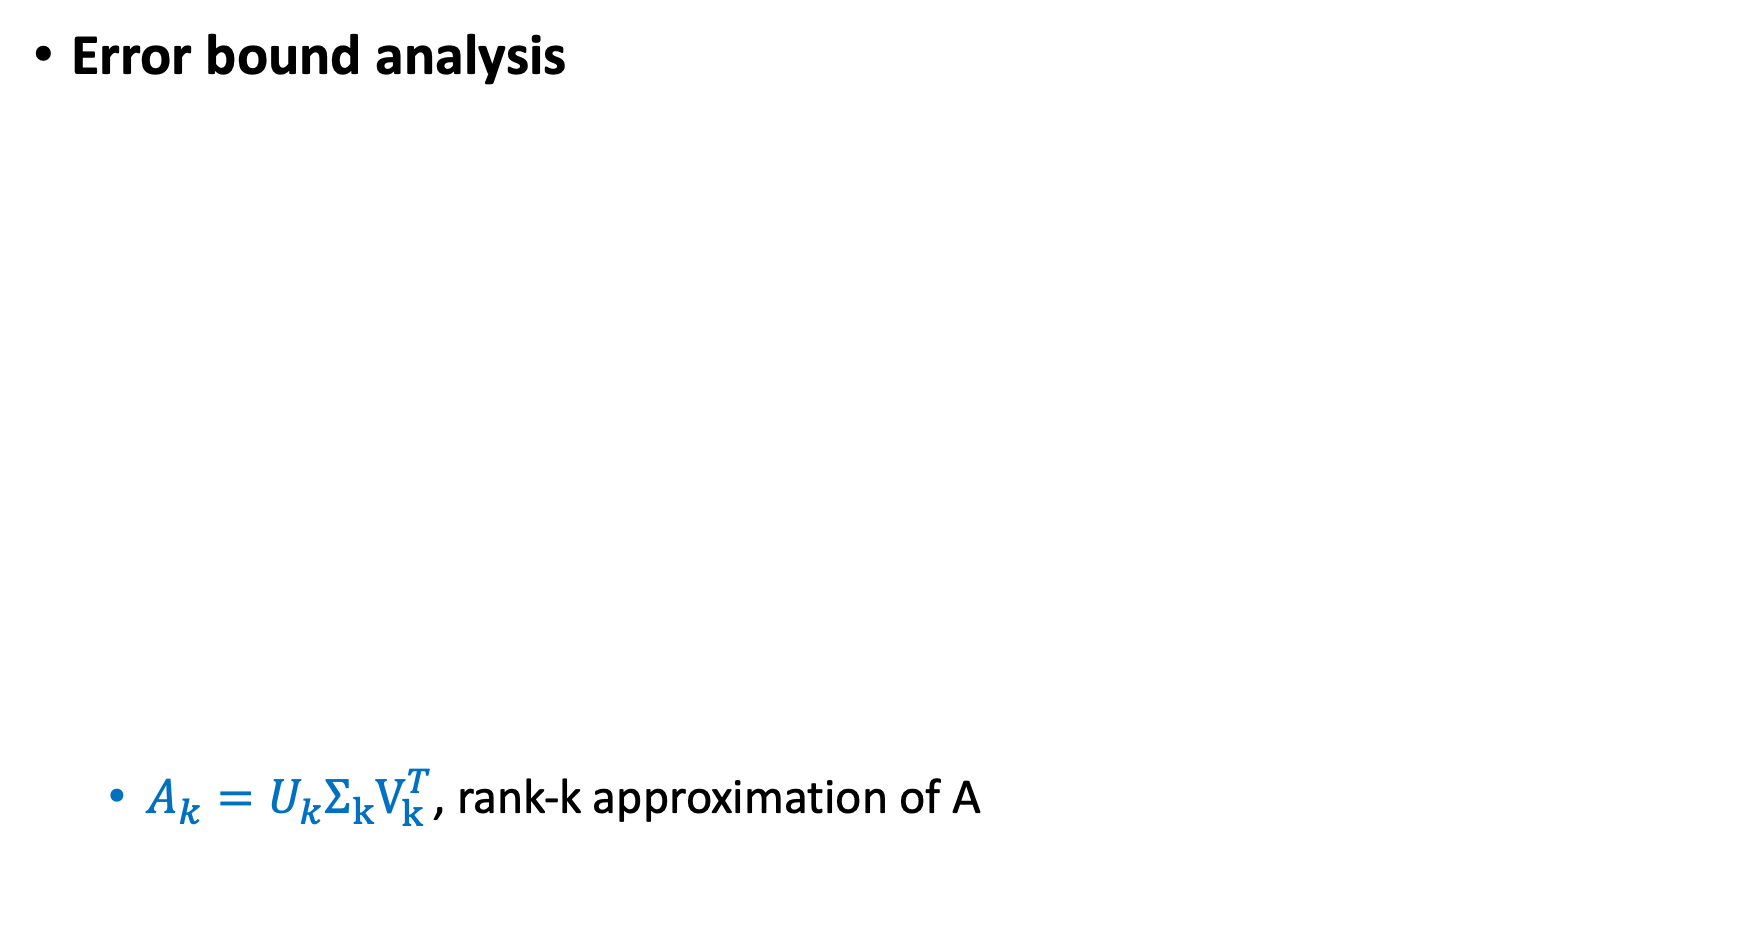 • Error bound analysis
• A_k = U_kΣ_kV_k^T, rank-k approximation of A